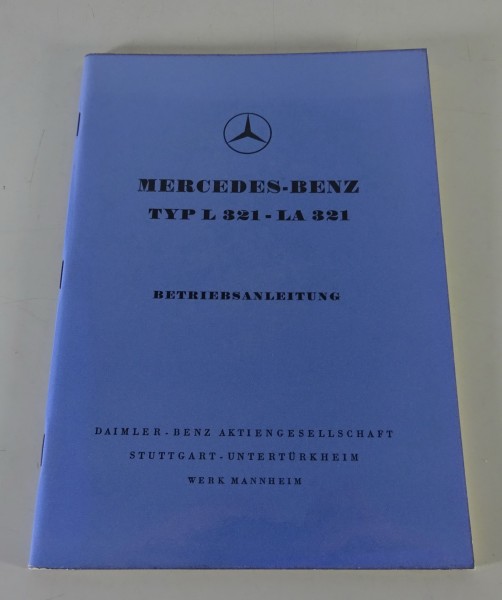 MERCEDES-BENZ
TYP L 321 - LA 321
BETRIEBSANLEITUNG
DAIMLER-BENZ AKTIENGESELLSCHAFT
STUTTGART-UNTERTÜRKHEIM
WERK MANNHEIM